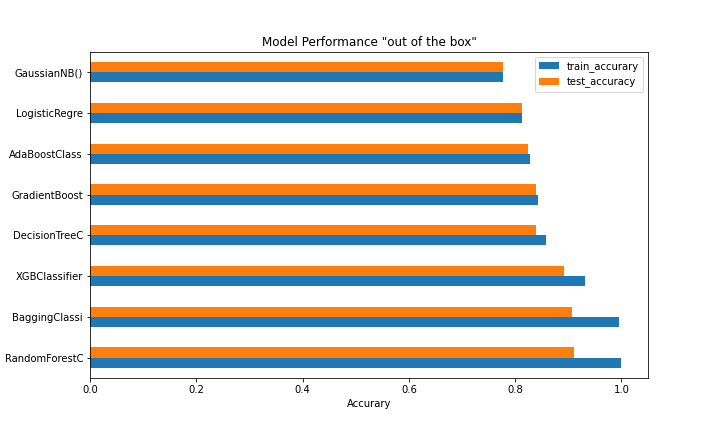 Model Performance "out of the box"
train_accurary
test_accuracy
GaussianNB()
LogisticRegre
AdaBoostClass
GradientBoost
DecisionTreeC
XGBClassifier
BaggingClassi
RandomForestC
0.0 0.2 0.4 0.6 0.8 1.0
Accurary